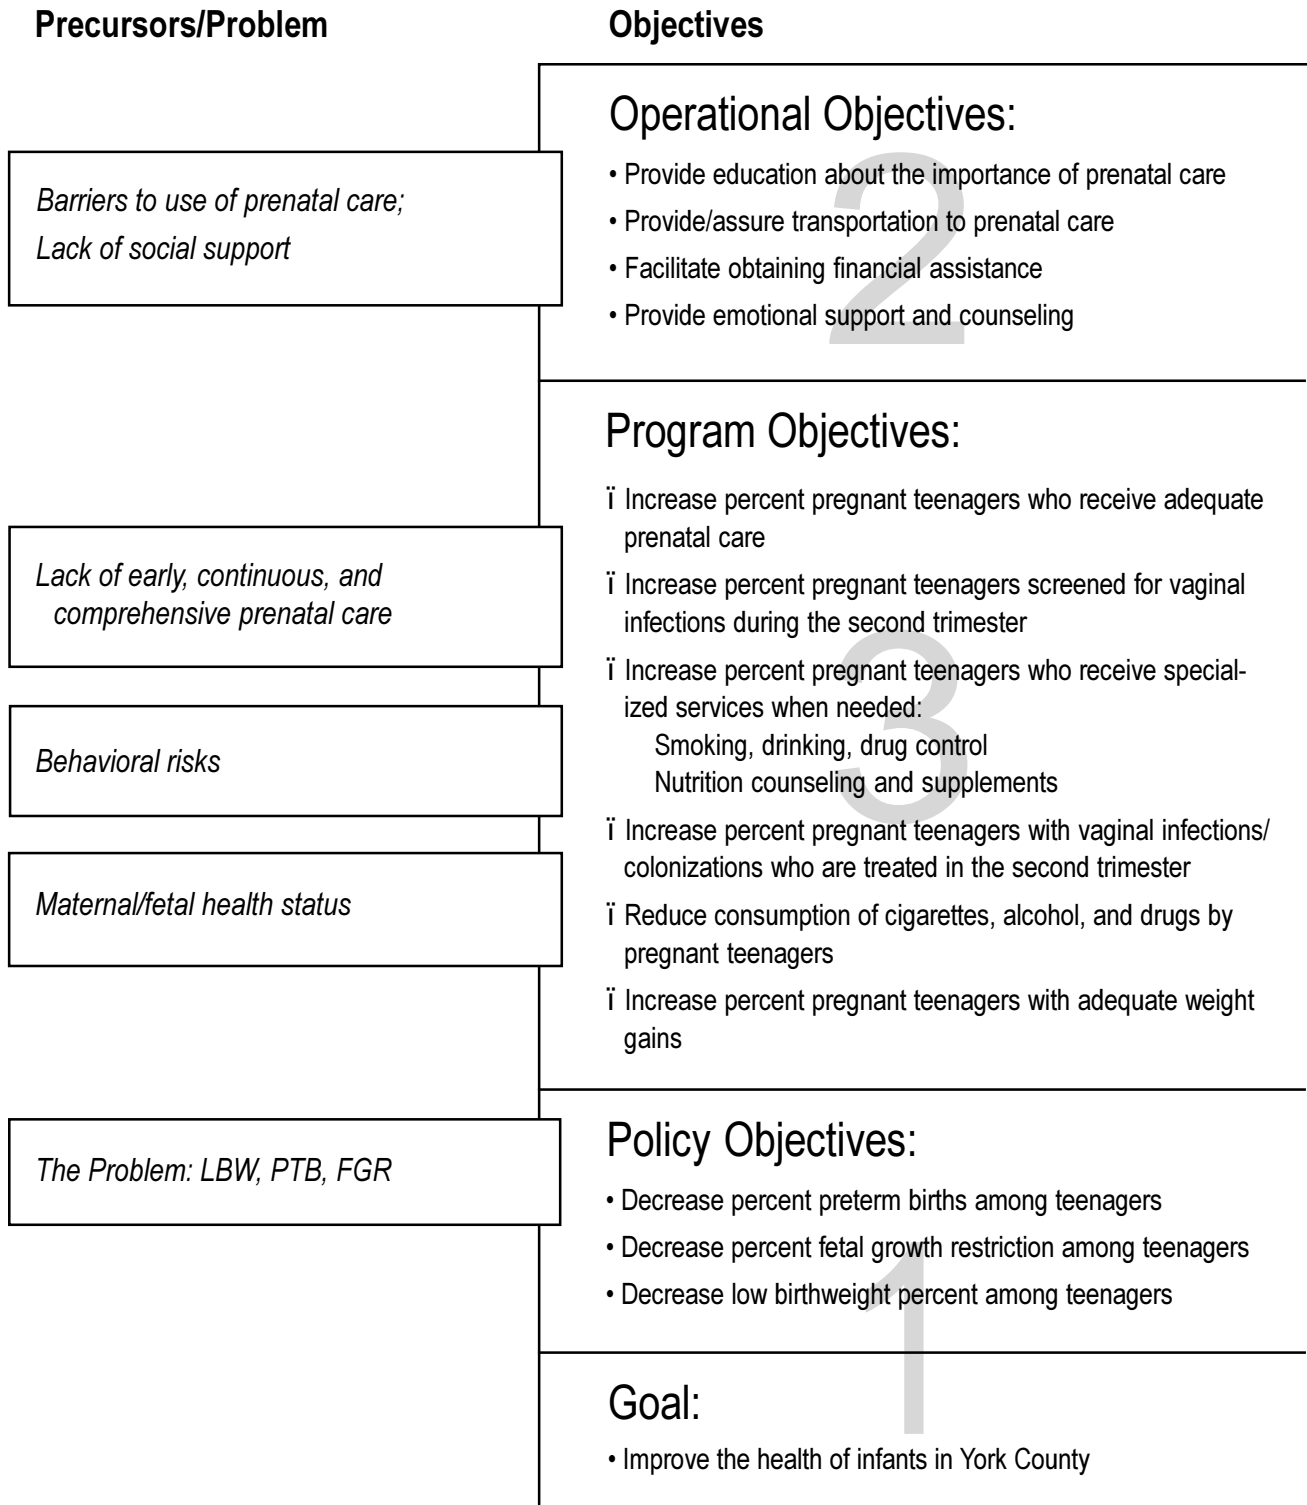 Precursors/Problem
Objectives
Operational Objectives:
• Provide education about the importance of prenatal care
• Provide/assure transportation to prenatal care
• Facilitate obtaining financial assistance
• Provide emotional support and counseling
2
Barriers to use of prenatal care;
Lack of social support
Program Objectives:
ï Increase percent pregnant teenagers who receive adequate
prenatal care
ï Increase percent pregnant teenagers screened for vaginal
infections during the second trimester
ï Increase percent pregnant teenagers who receive special-
ized services when needed:
Smoking, drinking, drug control
Nutrition counseling and supplements
ï Increase percent pregnant teenagers with vaginal infections/
colonizations who are treated in the second trimester
ï Reduce consumption of cigarettes, alcohol, and drugs by
pregnant teenagers
ï Increase percent pregnant teenagers with adequate weight
gains
3
Lack of early, continuous, and
comprehensive prenatal care
Behavioral risks
Maternal/fetal health status
Policy Objectives:
• Decrease percent preterm births among teenagers
• Decrease percent fetal growth restriction among teenagers
• Decrease low birthweight percent among teenagers
The Problem: LBW, PTB, FGR
1
Goal:
• Improve the health of infants in York County